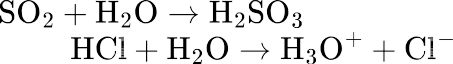 SO₂ + H₂O → H₂SO₃
HCl + H₂O → H₃O⁺ + Cl⁻